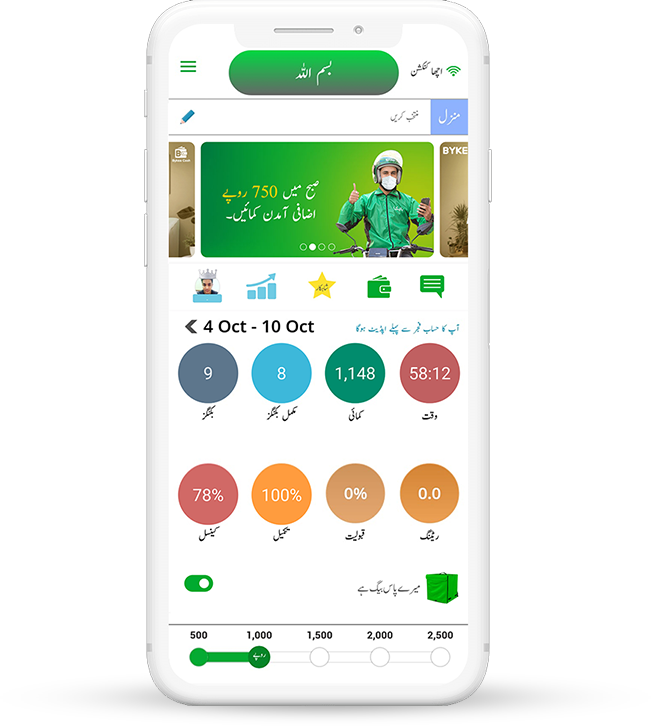 بسم اللہ
اچھا کنکشن
منزل
منتخب کریں
Bykea Cash
صبح میں 750 روپے
اضافی آمدن کمائیں۔
BYKE
شاہکار
4 Oct - 10 Oct
آپ کا حساب فجر سے پہلے اپڈیٹ ہوگا
9
8
1,148
58:12
بکنگز
مکمل بکنگز
کمائی
وقت
78%
100%
0%
0.0
کینسل
تکمیل
قبولیت
ریٹنگ
میرے پاس بیگ ہے
500
1,000
1,500
2,000
2,500
روپے